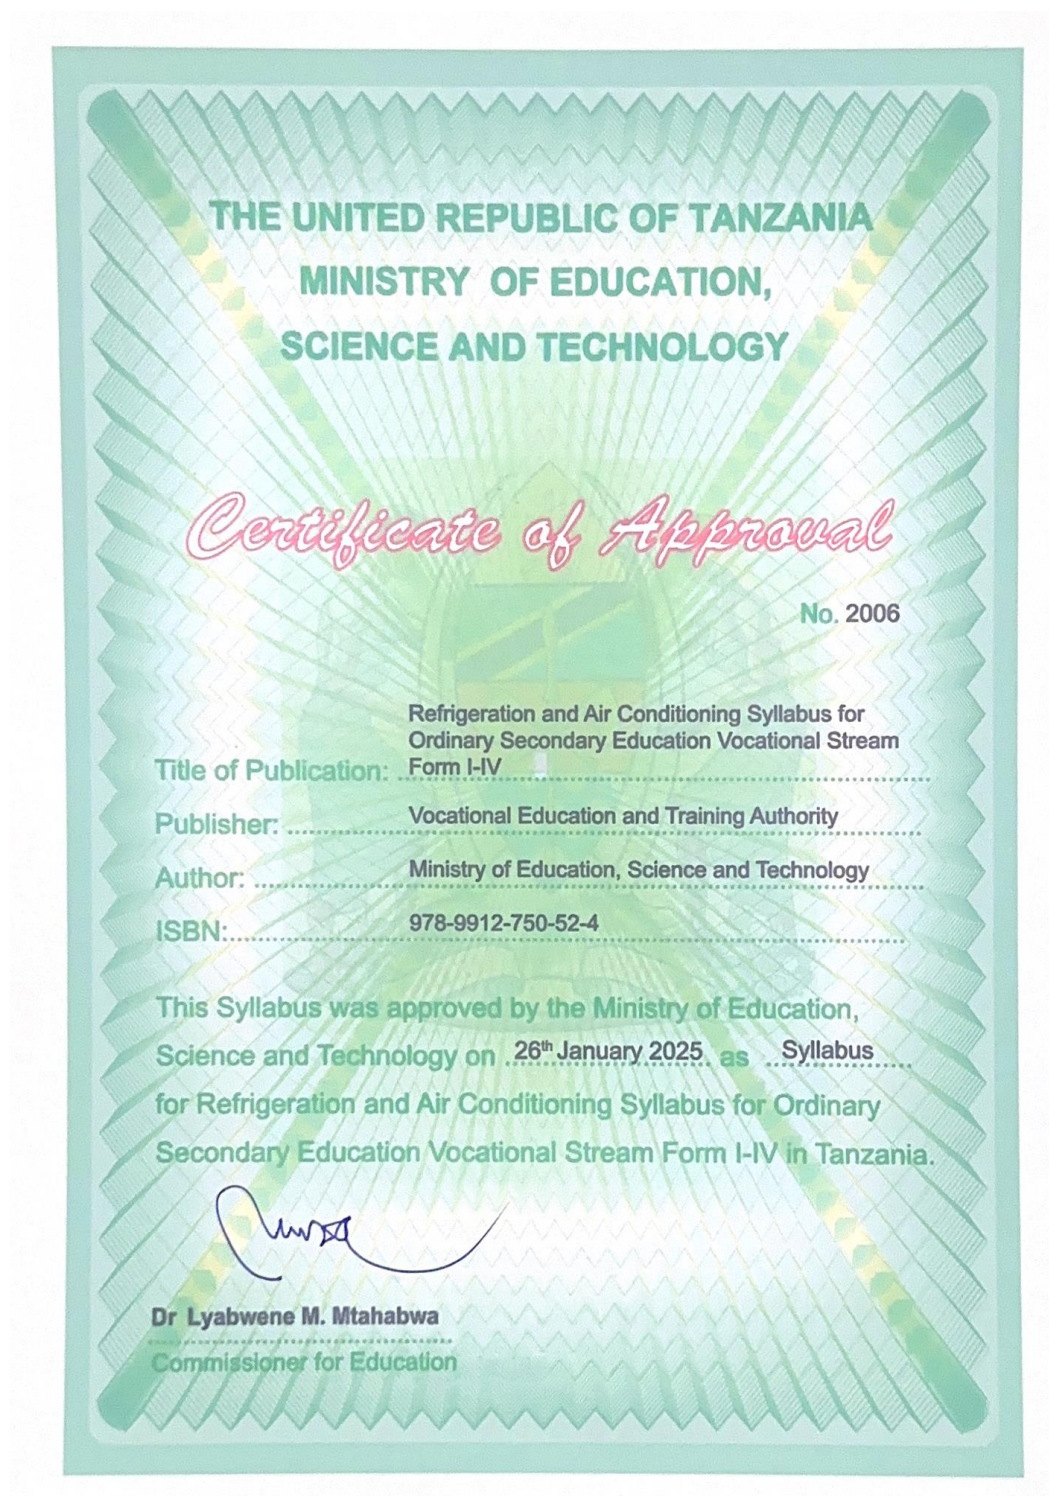 THE UNITED REPUBLIC OF TANZANIA
MINISTRY OF EDUCATION,
SCIENCE AND TECHNOLOGY
Certificate of Approval
No. 2006
Refrigeration and Air Conditioning Syllabus for
Ordinary Secondary Education Vocational Stream
Title of Publication: Form I-IV
Publisher: Vocational Education and Training Authority
Author: Ministry of Education, Science and Technology
ISBN: 978-9912-750-52-4
This Syllabus was approved by the Ministry of Education,
Science and Technology on 26th January 2025 as Syllabus
for Refrigeration and Air Conditioning Syllabus for Ordinary
Secondary Education Vocational Stream Form I-IV in Tanzania.
Dr Lyabwene M. Mtahabwa
Commissioner for Education